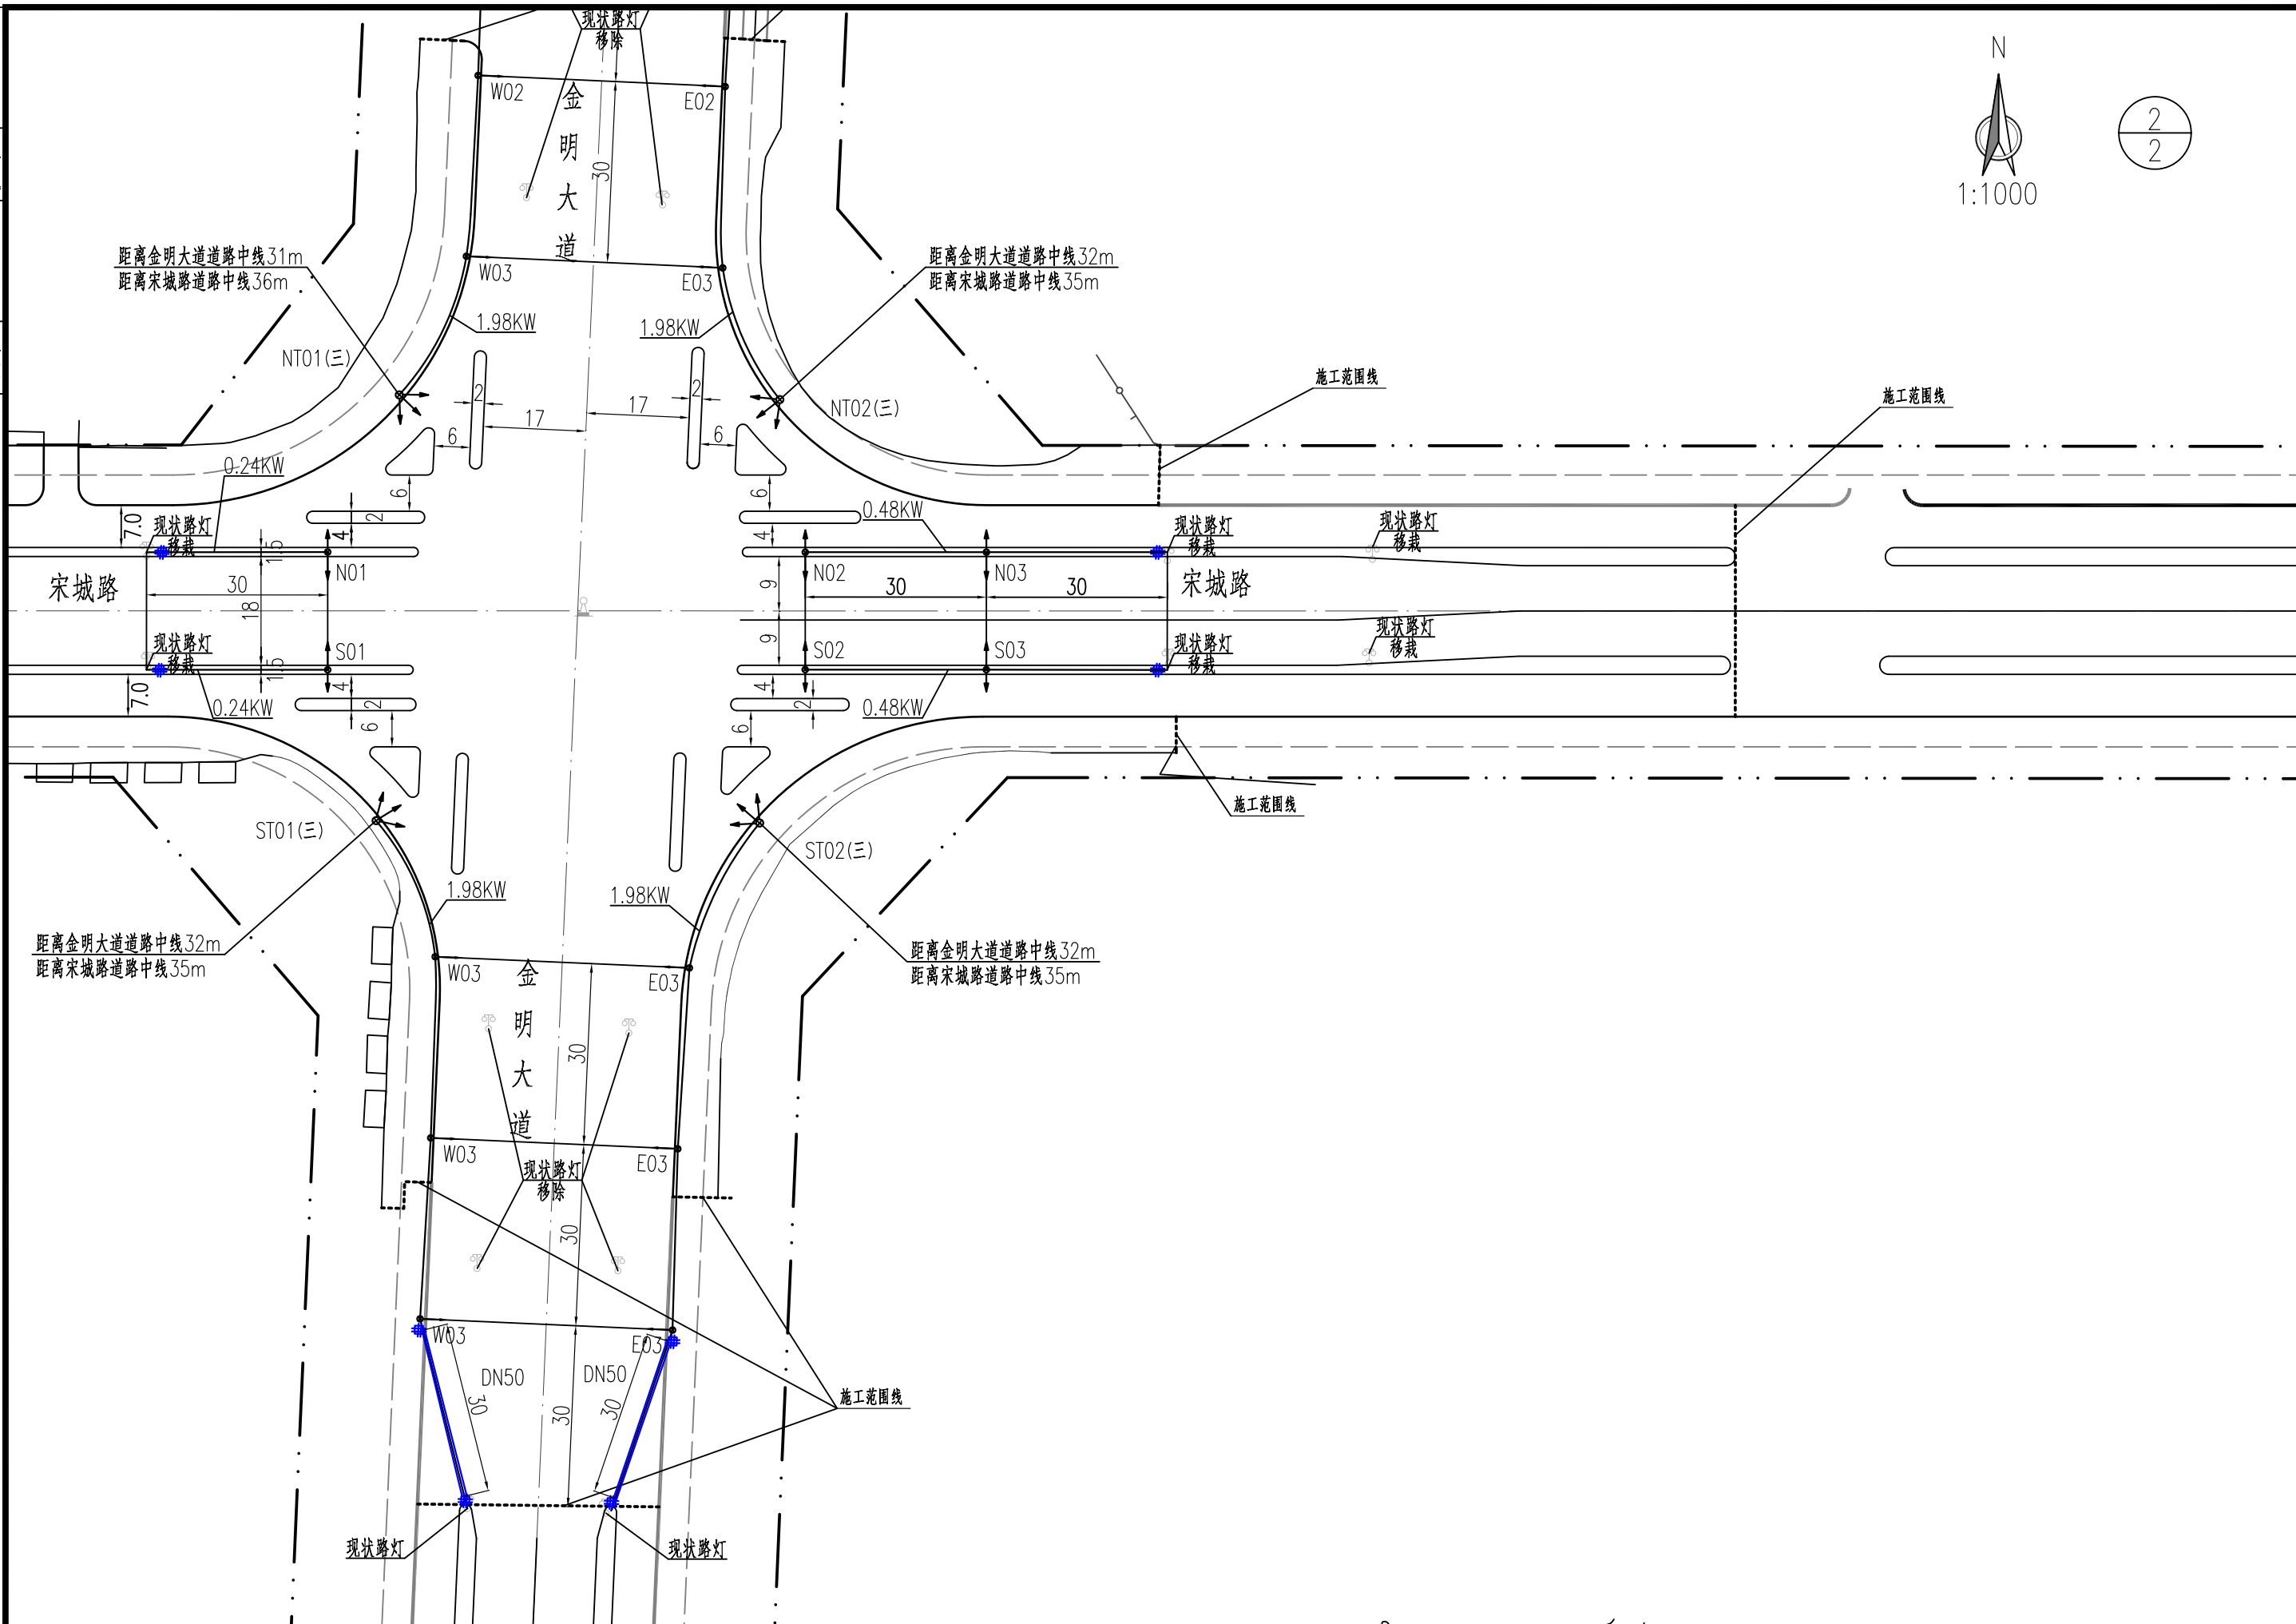 现状路灯
移除
N
2
2
1:1000
W02
E02
金
明
大
道
30
距离金明大道道路中线31m
距离宋城路道路中线36m
距离金明大道道路中线32m
距离宋城路道路中线35m
W03
E03
1.98KW
1.98KW
NT01(三)
NT02(三)
施工范围线
施工范围线
2
2
17
17
6
6
0.24KW
6
6
7.0
现状路灯
移栽
4
2
1.5
4
0.48KW
现状路灯
移栽
现状路灯
移栽
宋城路
30
18
N01
9
N02
30
N03
30
宋城路
现状路灯
移栽
S01
1.5
9
S02
S03
现状路灯
移栽
现状路灯
移栽
7.0
0.24KW
4
2
6
4
2
6
0.48KW
施工范围线
ST01(三)
ST02(三)
1.98KW
1.98KW
距离金明大道道路中线32m
距离宋城路道路中线35m
距离金明大道道路中线32m
距离宋城路道路中线35m
W03
E03
金
明
大
道
30
W03
E03
现状路灯
移除
30
W03
E03
DN50
DN50
30
30
30
施工范围线
现状路灯
现状路灯